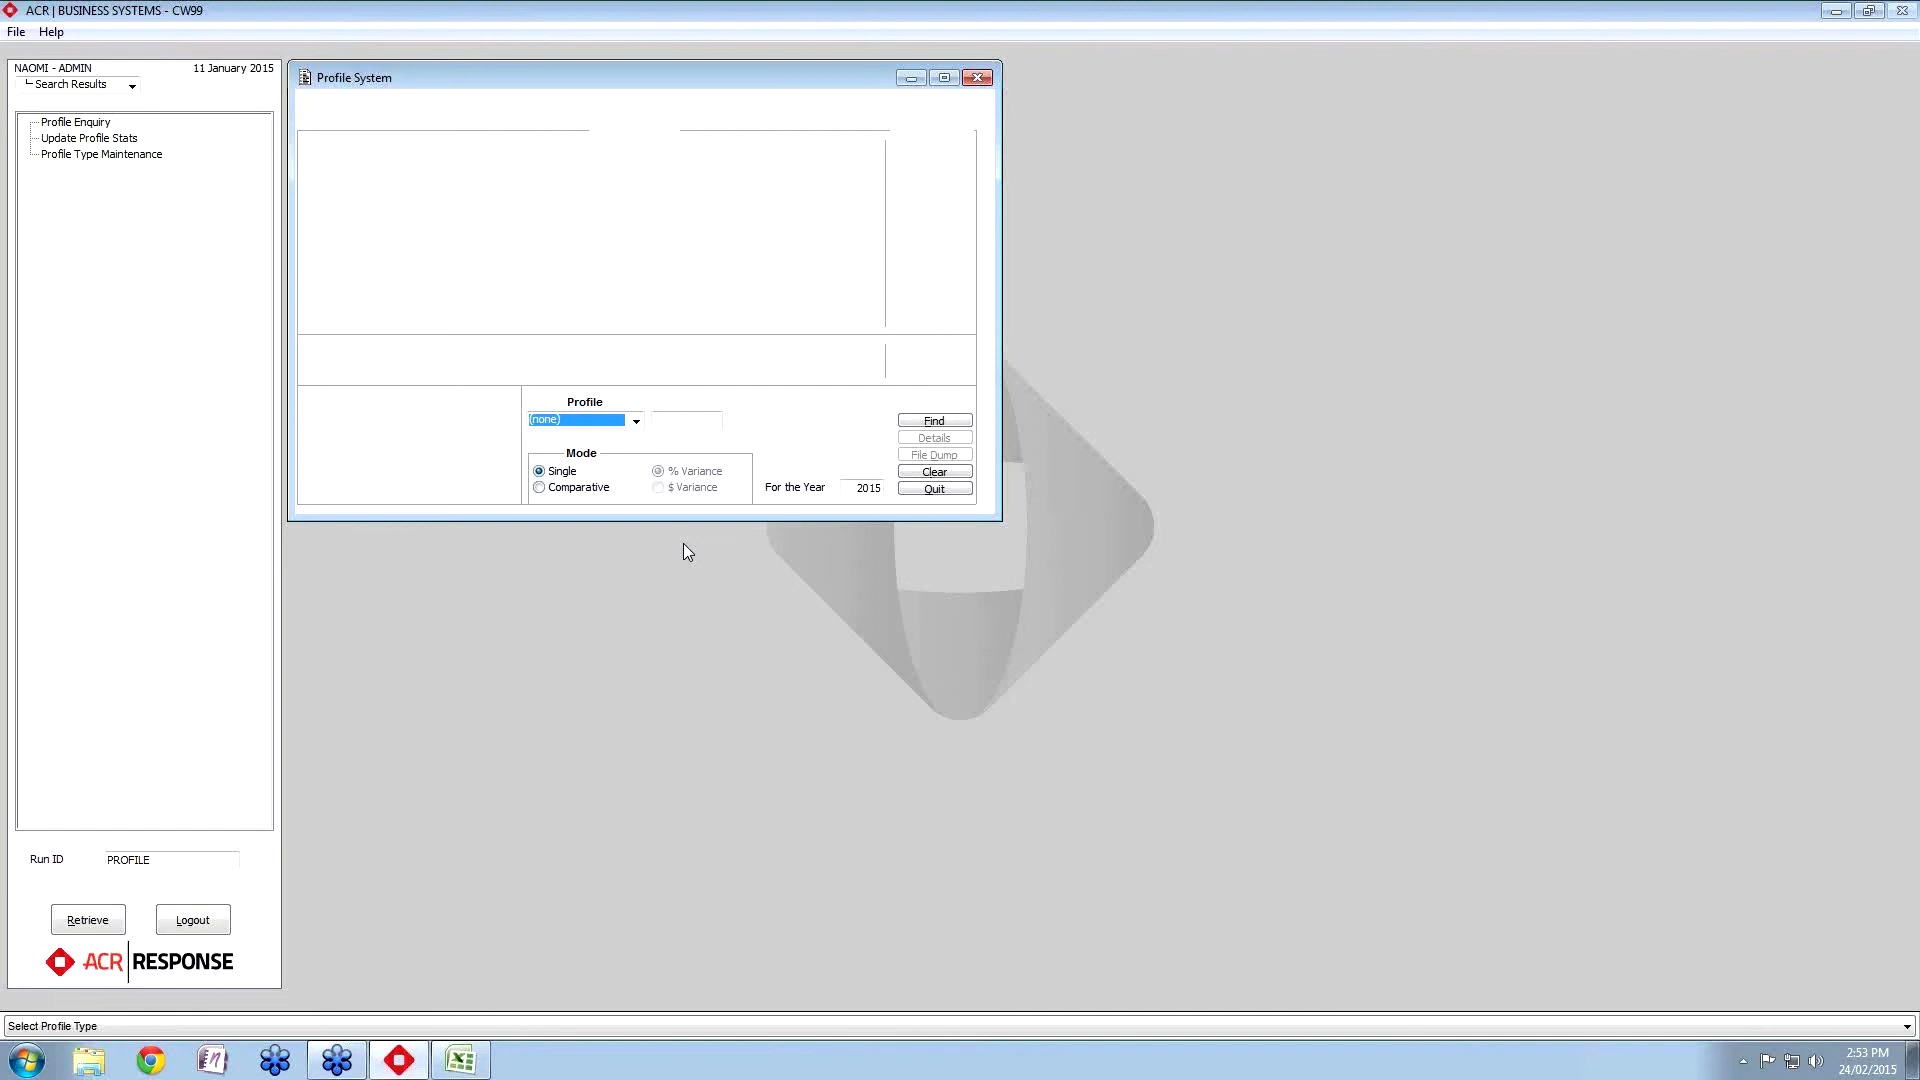 ACR | BUSINESS SYSTEMS - CW99
File Help
NAOMI - ADMIN 11 January 2015
Search Results
Profile Enquiry
Update Profile Stats
Profile Type Maintenance
Run ID PROFILE
Retrieve Logout
ACR RESPONSE
Profile System
Profile
(none)
Find
Details
File Dump
Clear
Quit
Mode
Single % Variance
Comparative $ Variance
For the Year 2015
Select Profile Type
2:53 PM
24/02/2015